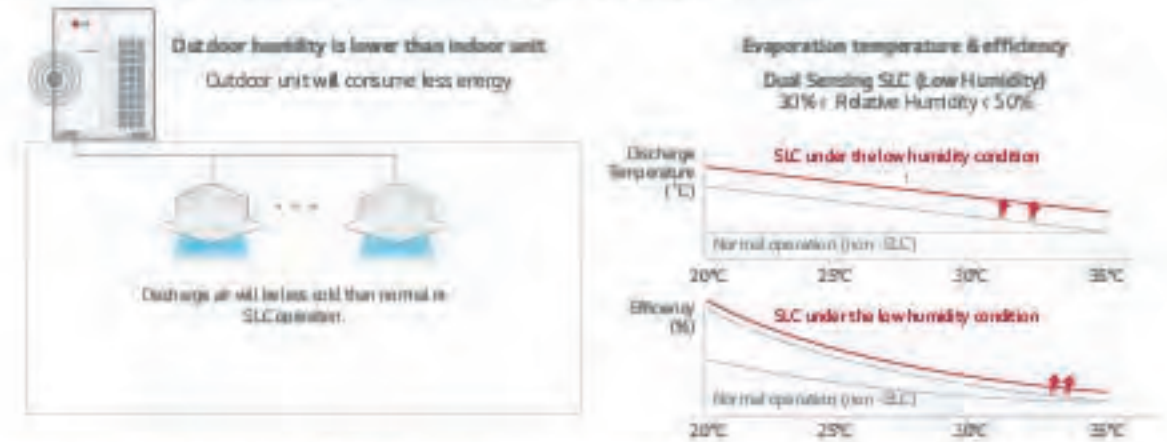 Outdoor humidity is lower than indoor unit
Outdoor unit will consume less energy
Discharge air will be less cold than normal re-
SLC operation.
Evaporation temperature & efficiency
Dual Sensing SLC (Low Humidity)
30% < Relative Humidity < 50%
Discharge
Temperature
(°C)
SLC under the low humidity condition
Normal operation (non-SLC)
20°C 25°C 30°C 35°C
Efficiency
(%)
SLC under the low humidity condition
Normal operation (non-SLC)
20°C 25°C 30°C 35°C